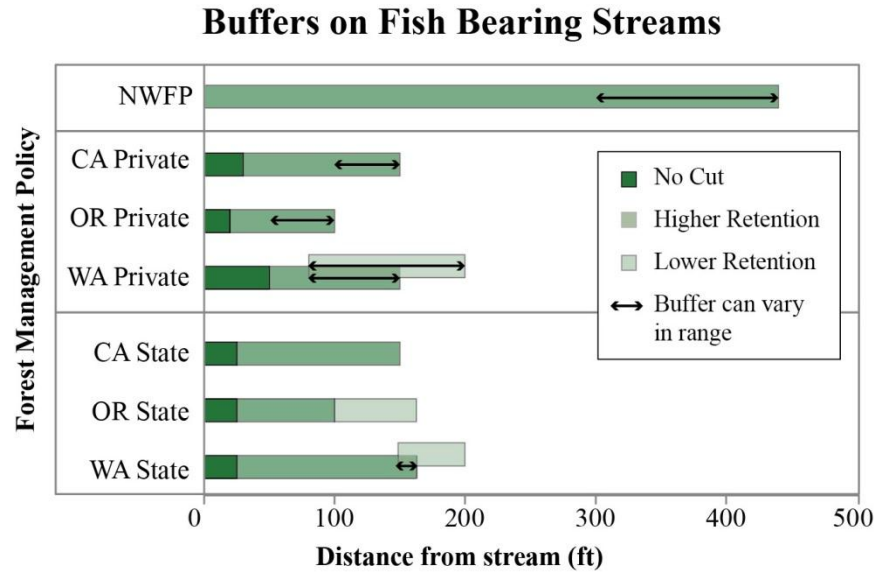 Buffers on Fish Bearing Streams
Forest Management Policy
NWFP
CA Private
OR Private
WA Private
CA State
OR State
WA State
No Cut
Higher Retention
Lower Retention
Buffer can vary
in range
0 100 200 300 400 500
Distance from stream (ft)